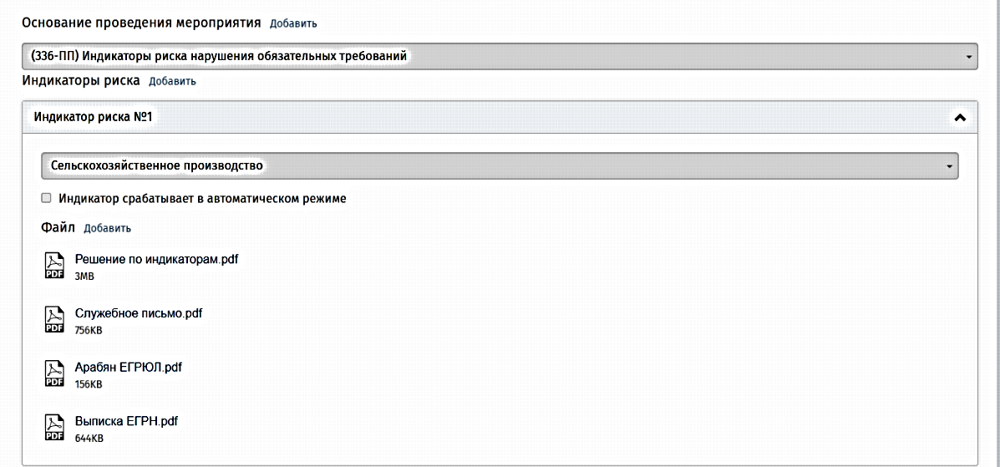 Основание проведения мероприятия Добавить
(336-ПП) Индикаторы риска нарушения обязательных требований
Индикаторы риска Добавить
Индикатор риска №1
Сельскохозяйственное производство
Индикатор срабатывает в автоматическом режиме
Файл Добавить
Решение по индикаторам.pdf
PDF 3MB
Служебное письмо.pdf
PDF 756KB
Арабян ЕГРЮЛ.pdf
PDF 156KB
Выписка ЕГРН.pdf
PDF 644KB